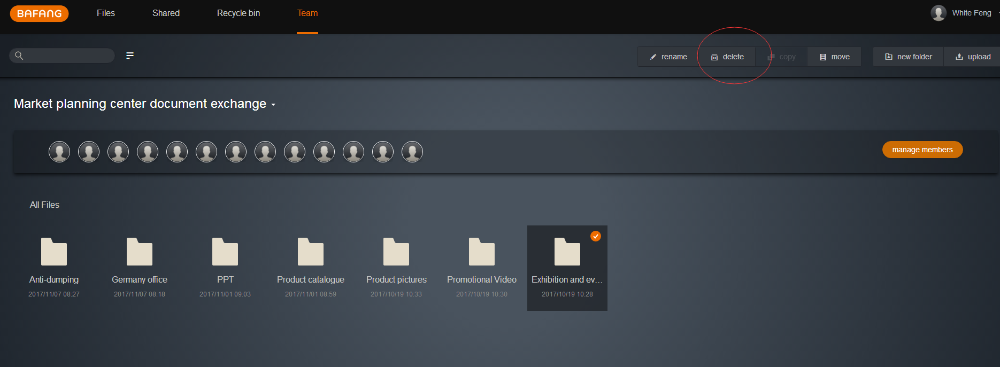 BAFANG
Files
Shared
Recycle bin
Team
White Feng
rename
delete
copy
move
new folder
upload
Market planning center document exchange
manage members
All Files
Anti-dumping
2017/11/07 08:27
Germany office
2017/11/07 08:18
PPT
2017/11/01 09:03
Product catalogue
2017/11/01 08:59
Product pictures
2017/10/19 10:33
Promotional Video
2017/10/19 10:30
Exhibition and ev...
2017/10/19 10:28